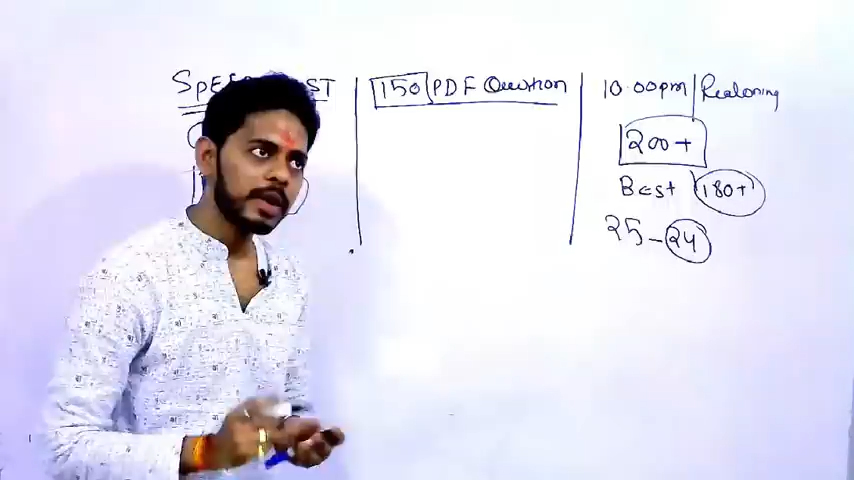 150 PDF Question
10.00pm Reasoning
200+
Best 180+
25-24